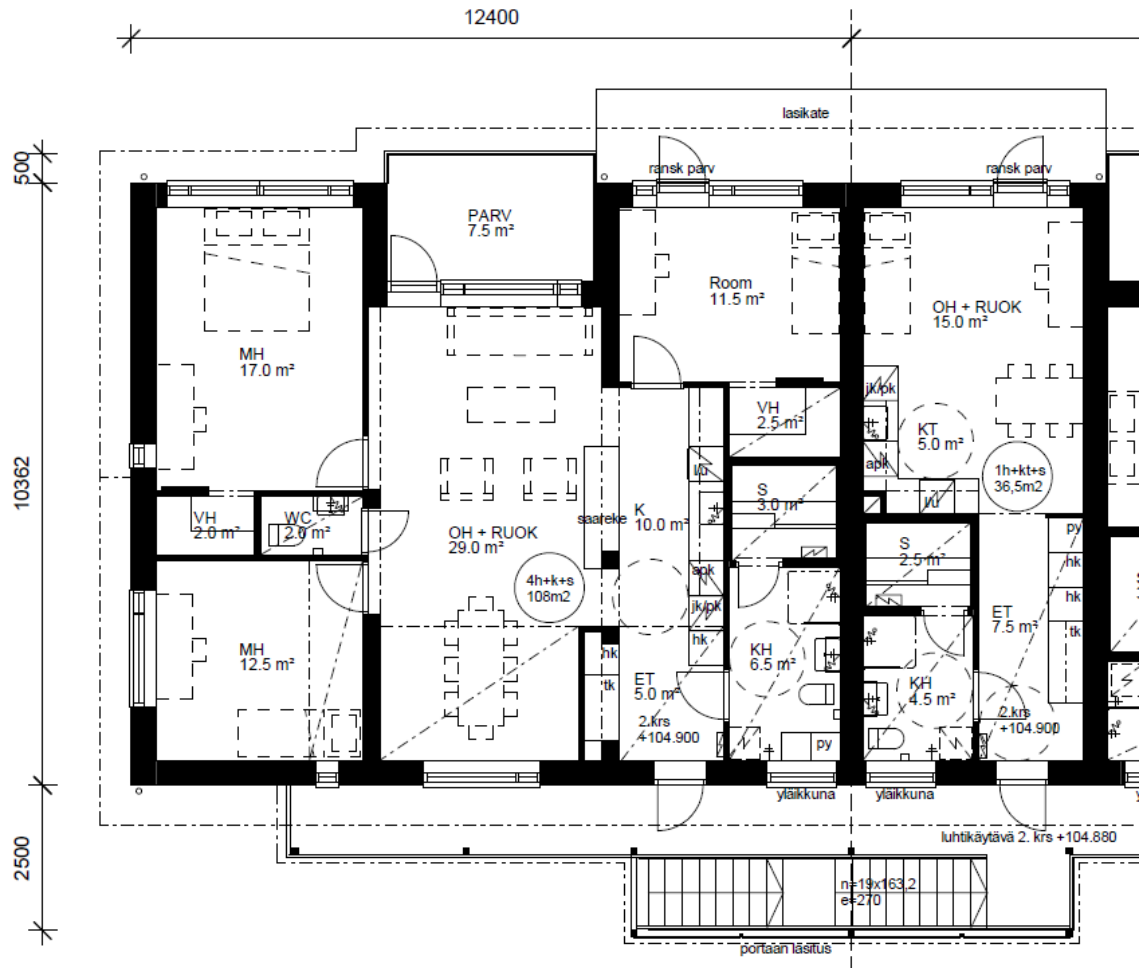 12400
lasikate
500
ransk parv
ransk parv
PARV
7.5 m²
Room
11.5 m²
OH + RUOK
15.0 m²
MH
17.0 m²
jk/pk
VH
2.5 m²
KT
5.0 m²
apk
1h+kt+s
36,5m2
10362
l/u
l/u
S
3.0 m²
K
10.0 m²
saareke
VH
2.0 m²
WC
2.0 m²
OH + RUOK
29.0 m²
py
hk
hk
tk
S
2.5 m²
4h+k+s
108m2
apk
jk/pk
hk
ET
7.5 m²
MH
12.5 m²
hk
tk
ET
5.0 m²
KH
6.5 m²
KH
4.5 m²
2.krs
+104.900
2.krs
+104.900
py
yläikkuna
yläikkuna
luhtikäytävä 2. krs +104.880
2500
n=19x163,2
e=270
portaan lasitus